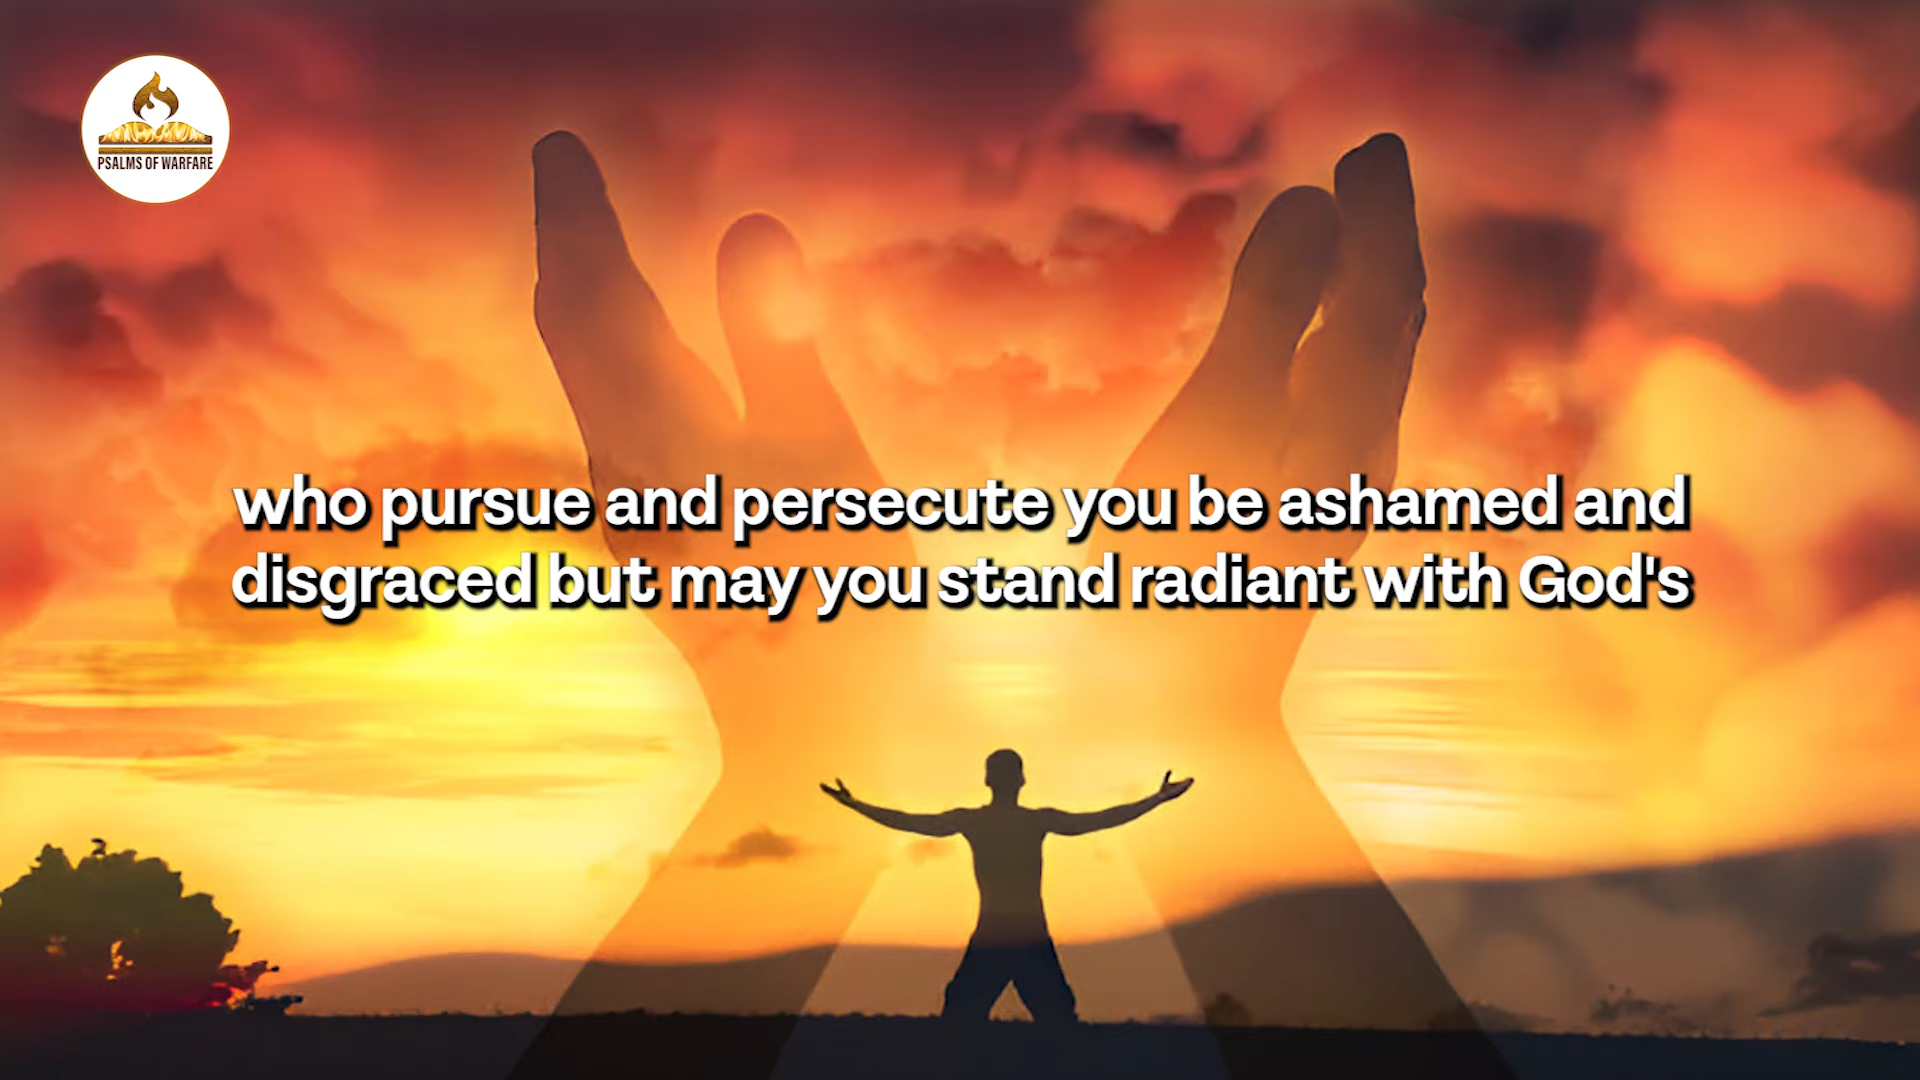 PSALMS OF WARFARE
who pursue and persecute you be ashamed and
disgraced but may you stand radiant with God's